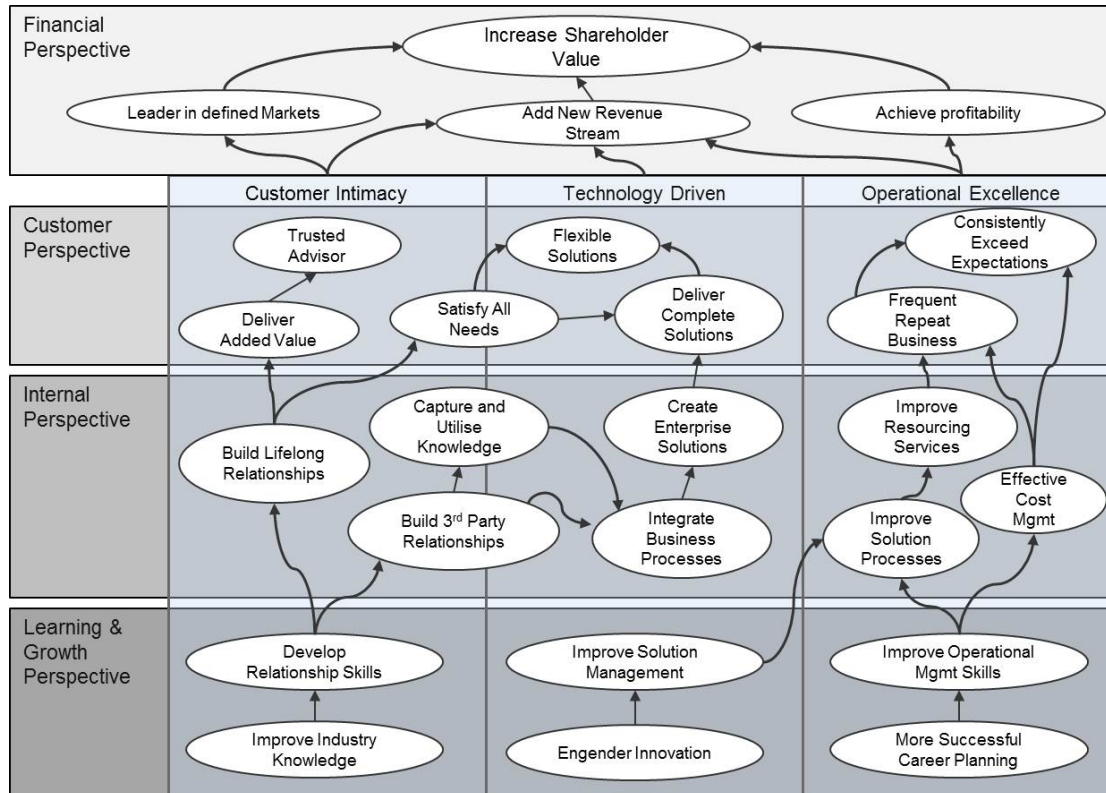 Financial
Perspective
Increase Shareholder
Value
Leader in defined Markets
Add New Revenue
Stream
Achieve profitability
Customer Intimacy
Technology Driven
Operational Excellence
Customer
Perspective
Trusted
Advisor
Flexible
Solutions
Consistently
Exceed
Expectations
Deliver
Added Value
Satisfy All
Needs
Deliver
Complete
Solutions
Frequent
Repeat
Business
Internal
Perspective
Build Lifelong
Relationships
Capture and
Utilise
Knowledge
Create
Enterprise
Solutions
Improve
Resourcing
Services
Build 3rd Party
Relationships
Integrate
Business
Processes
Improve
Solution
Processes
Effective
Cost
Mgmt
Learning &
Growth
Perspective
Develop
Relationship Skills
Improve Solution
Management
Improve Operational
Mgmt Skills
Improve Industry
Knowledge
Engender Innovation
More Successful
Career Planning